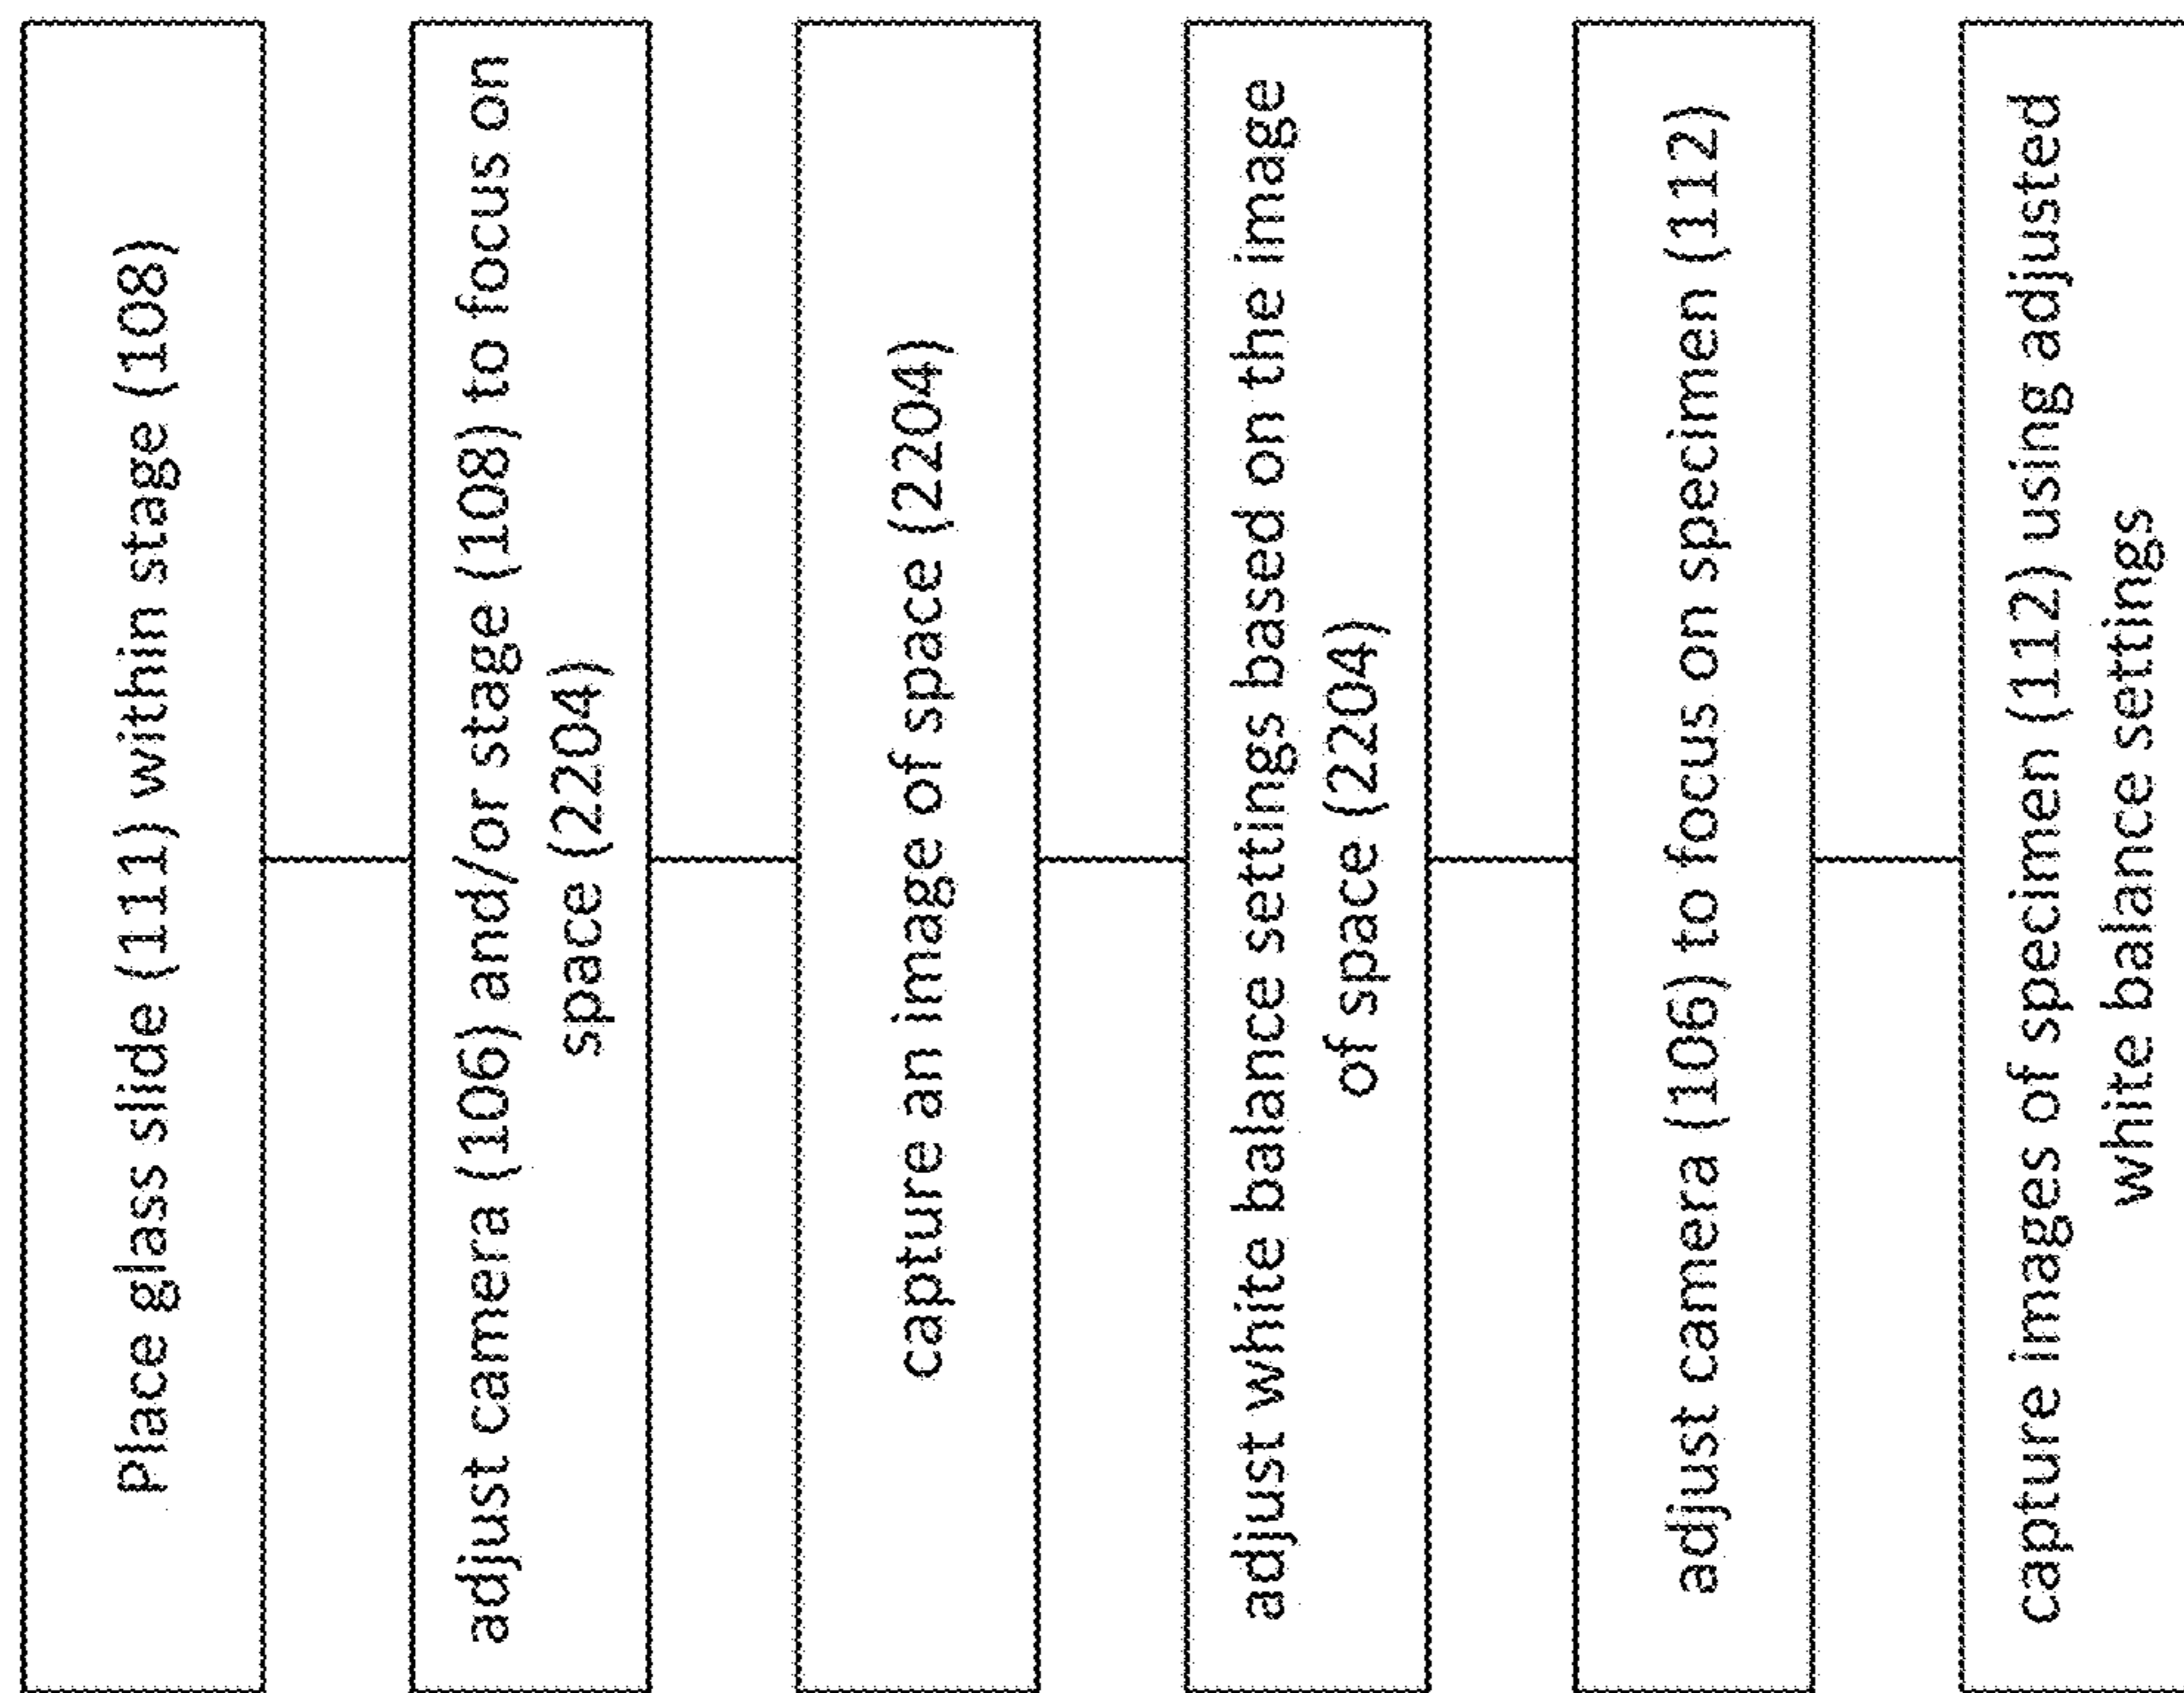 Place glass slide (111) within stage (108)
adjust camera (106) and/or stage (108) to focus on
space (2204)
capture an image of space (2204)
adjust white balance settings based on the image
of space (2204)
adjust camera (106) to focus on specimen (112)
capture images of specimen (112) using adjusted
white balance settings